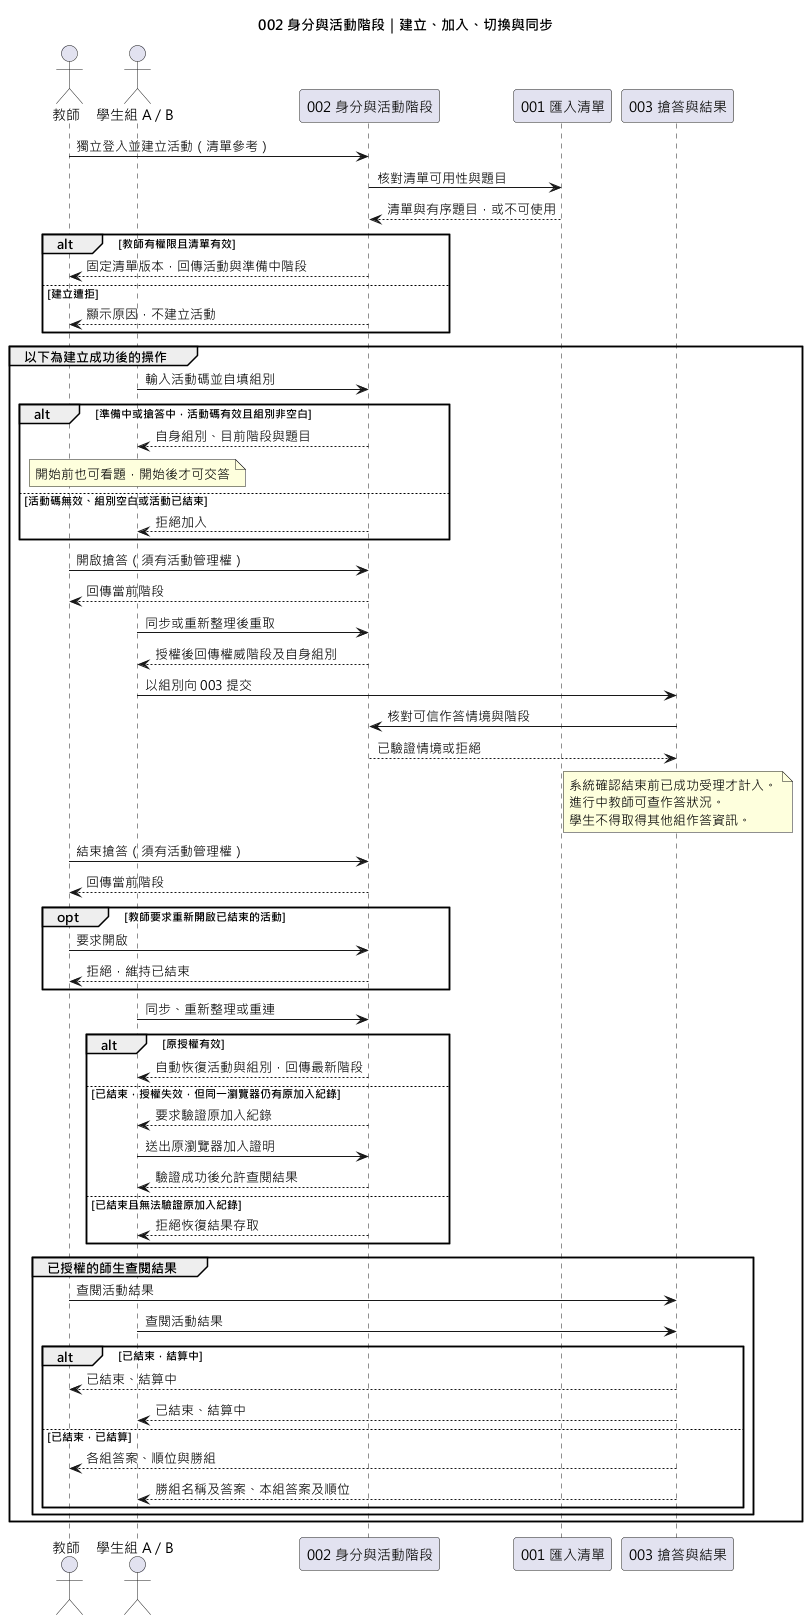 002 身分與活動階段｜建立、加入、切換與同步
教師
學生組 A / B
002 身分與活動階段
001 匯入清單
003 搶答與結果
獨立登入並建立活動（清單參考）
核對清單可用性與題目
清單與有序題目，或不可使用
alt [教師有權限且清單有效]
固定清單版本，回傳活動與準備中階段
[建立遭拒]
顯示原因，不建立活動
以下為建立成功後的操作
輸入活動碼並自填組別
alt [準備中或搶答中，活動碼有效且組別非空白]
自身組別、目前階段與題目
開始前也可看題，開始後才可交答
[活動碼無效、組別空白或活動已結束]
拒絕加入
開啟搶答（須有活動管理權）
回傳當前階段
同步或重新整理後重取
授權後回傳權威階段及自身組別
以組別向 003 提交
核對可信作答情境與階段
已驗證情境或拒絕
系統確認結束前已成功受理才計入。
進行中教師可查作答狀況。
學生不得取得其他組作答資訊。
結束搶答（須有活動管理權）
回傳當前階段
opt [教師要求重新開啟已結束的活動]
要求開啟
拒絕，維持已結束
同步、重新整理或重連
alt [原授權有效]
自動恢復活動與組別，回傳最新階段
[已結束，授權失效，但同一瀏覽器仍有原加入紀錄]
要求驗證原加入紀錄
送出原瀏覽器加入證明
驗證成功後允許查閱結果
[已結束且無法驗證原加入紀錄]
拒絕恢復結果存取
已授權的師生查閱結果
查閱活動結果
查閱活動結果
alt [已結束，結算中]
已結束、結算中
已結束、結算中
[已結束，已結算]
各組答案、順位與勝組
勝組名稱及答案、本組答案及順位
教師
學生組 A / B
002 身分與活動階段
001 匯入清單
003 搶答與結果